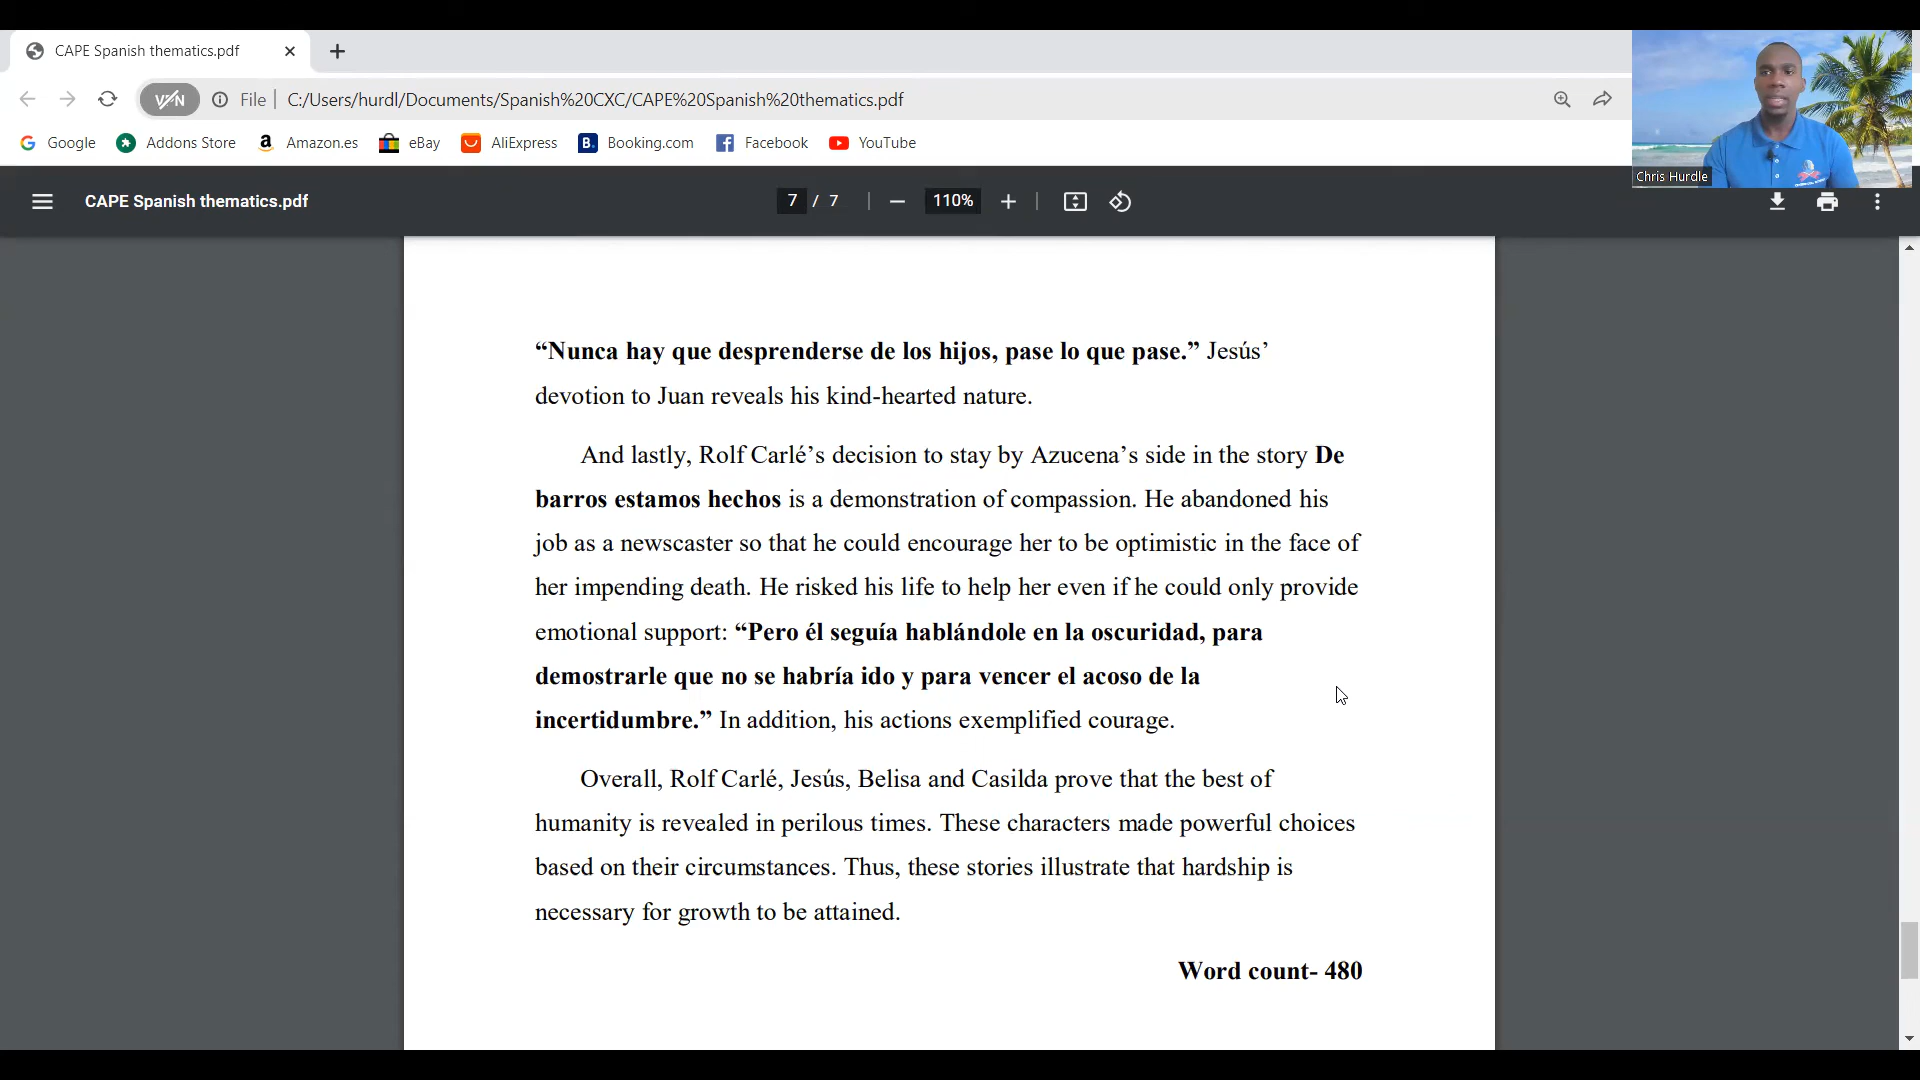 CAPE Spanish thematics.pdf
VPN
File
C:/Users/hurdl/Documents/Spanish%20CXC/CAPE%20Spanish%20thematics.pdf
Google
Addons Store
Amazon.es
eBay
AliExpress
Booking.com
Facebook
YouTube
Chris Hurdle
CAPE Spanish thematics.pdf
7 / 7
110%
“Nunca hay que desprenderse de los hijos, pase lo que pase.” Jesús’
devotion to Juan reveals his kind-hearted nature.
And lastly, Rolf Carlé’s decision to stay by Azucena’s side in the story De
barros estamos hechos is a demonstration of compassion. He abandoned his
job as a newscaster so that he could encourage her to be optimistic in the face of
her impending death. He risked his life to help her even if he could only provide
emotional support: “Pero él seguía hablándole en la oscuridad, para
demostrarle que no se habría ido y para vencer el acoso de la
incertidumbre.” In addition, his actions exemplified courage.
Overall, Rolf Carlé, Jesús, Belisa and Casilda prove that the best of
humanity is revealed in perilous times. These characters made powerful choices
based on their circumstances. Thus, these stories illustrate that hardship is
necessary for growth to be attained.
Word count- 480